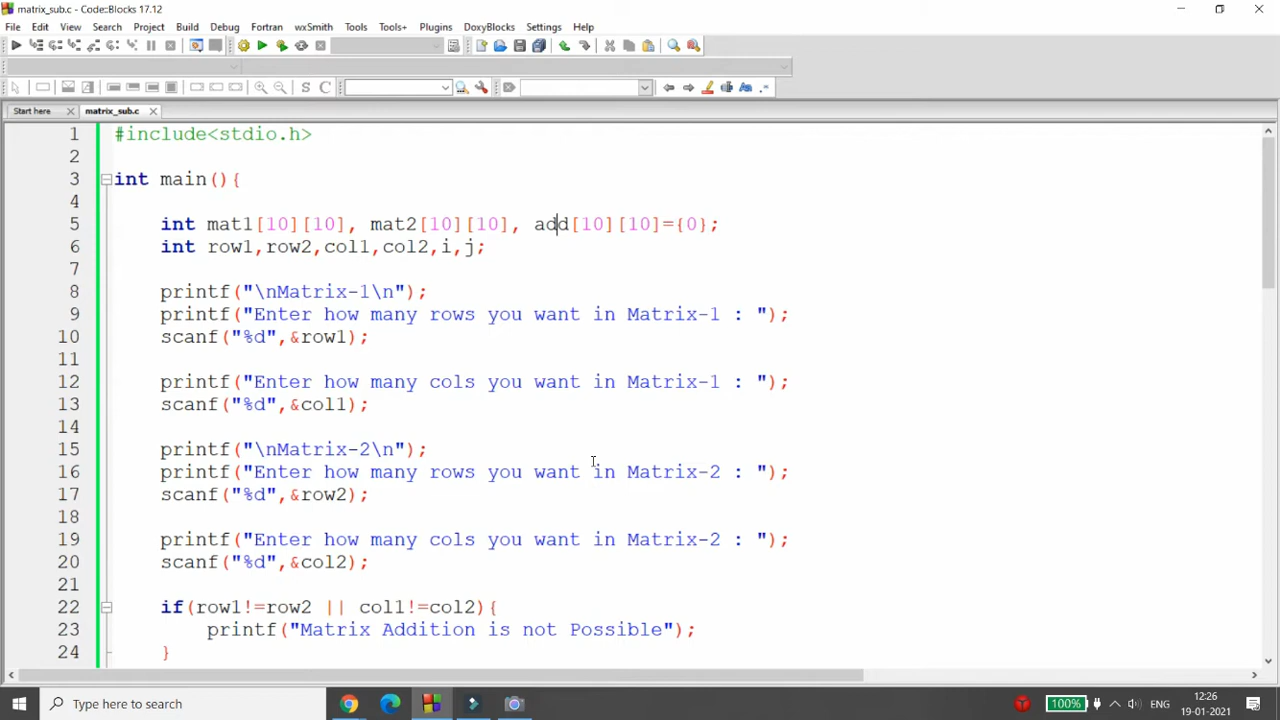 matrix_sub.c - Code::Blocks 17.12
File Edit View Search Project Build Debug Fortran wxSmith Tools Tools+ Plugins DoxyBlocks Settings Help
S C
Start here matrix_sub.c
1 #include<stdio.h>
2
3 int main(){
4
5 int mat1[10][10], mat2[10][10], add[10][10]={0};
6 int row1,row2,col1,col2,i,j;
7
8 printf("\nMatrix-1\n");
9 printf("Enter how many rows you want in Matrix-1 : ");
10 scanf("%d",&row1);
11
12 printf("Enter how many cols you want in Matrix-1 : ");
13 scanf("%d",&col1);
14
15 printf("\nMatrix-2\n");
16 printf("Enter how many rows you want in Matrix-2 : ");
17 scanf("%d",&row2);
18
19 printf("Enter how many cols you want in Matrix-2 : ");
20 scanf("%d",&col2);
21
22 if(row1!=row2 || col1!=col2){
23 printf("Matrix Addition is not Possible");
24 }
Type here to search
100%
ENG
12:26
19-01-2021